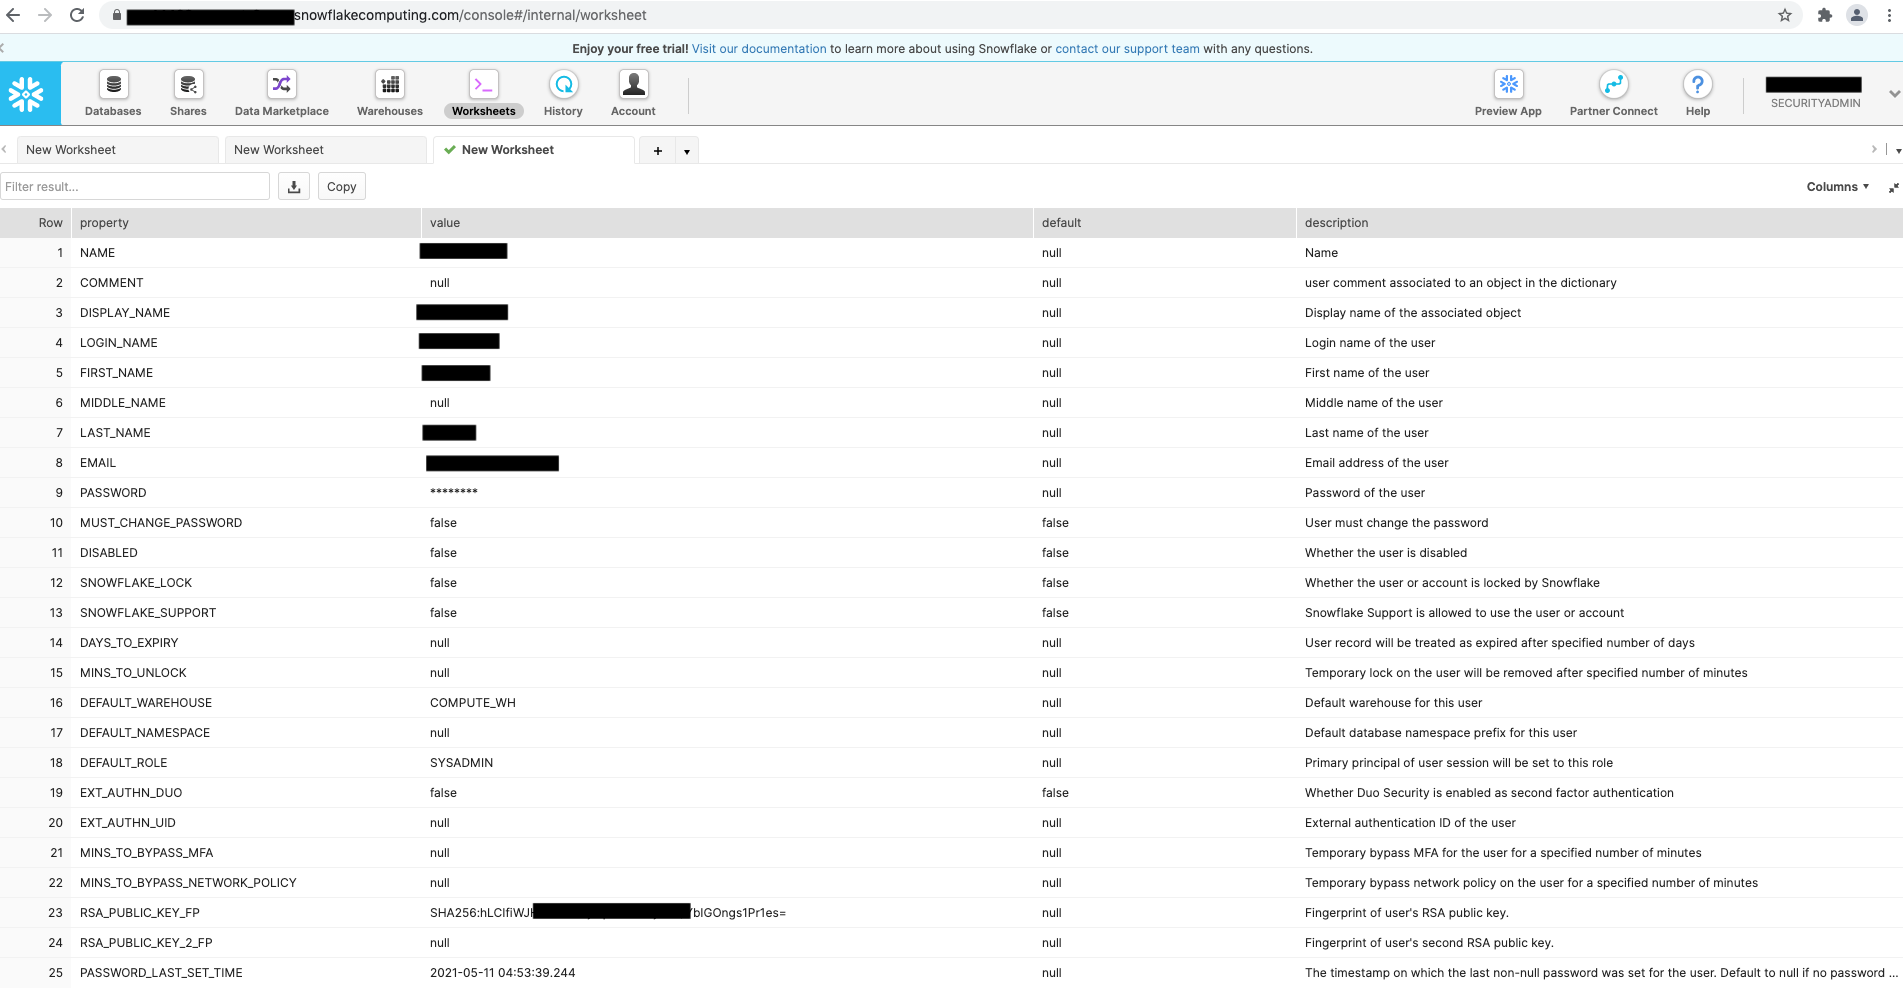 snowflakecomputing.com/console#/internal/worksheet
Enjoy your free trial! Visit our documentation to learn more about using Snowflake or contact our support team with any questions.
Databases Shares Data Marketplace Warehouses Worksheets History Account Preview App Partner Connect Help SECURITYADMIN
New Worksheet New Worksheet New Worksheet + 
Filter result... Copy Columns
Row property value default description
1 NAME null Name
2 COMMENT null null user comment associated to an object in the dictionary
3 DISPLAY_NAME null Display name of the associated object
4 LOGIN_NAME null Login name of the user
5 FIRST_NAME null First name of the user
6 MIDDLE_NAME null null Middle name of the user
7 LAST_NAME null Last name of the user
8 EMAIL null Email address of the user
9 PASSWORD ******** null Password of the user
10 MUST_CHANGE_PASSWORD false false User must change the password
11 DISABLED false false Whether the user is disabled
12 SNOWFLAKE_LOCK false false Whether the user or account is locked by Snowflake
13 SNOWFLAKE_SUPPORT false false Snowflake Support is allowed to use the user or account
14 DAYS_TO_EXPIRY null null User record will be treated as expired after specified number of days
15 MINS_TO_UNLOCK null null Temporary lock on the user will be removed after specified number of minutes
16 DEFAULT_WAREHOUSE COMPUTE_WH null Default warehouse for this user
17 DEFAULT_NAMESPACE null null Default database namespace prefix for this user
18 DEFAULT_ROLE SYSADMIN null Primary principal of user session will be set to this role
19 EXT_AUTHN_DUO false false Whether Duo Security is enabled as second factor authentication
20 EXT_AUTHN_UID null null External authentication ID of the user
21 MINS_TO_BYPASS_MFA null null Temporary bypass MFA for the user for a specified number of minutes
22 MINS_TO_BYPASS_NETWORK_POLICY null null Temporary bypass network policy on the user for a specified number of minutes
23 RSA_PUBLIC_KEY_FP null Fingerprint of user's RSA public key.
24 RSA_PUBLIC_KEY_2_FP null null Fingerprint of user's second RSA public key.
25 PASSWORD_LAST_SET_TIME 2021-05-11 04:53:39.244 null The timestamp on which the last non-null password was set for the user. Default to null if no password ...